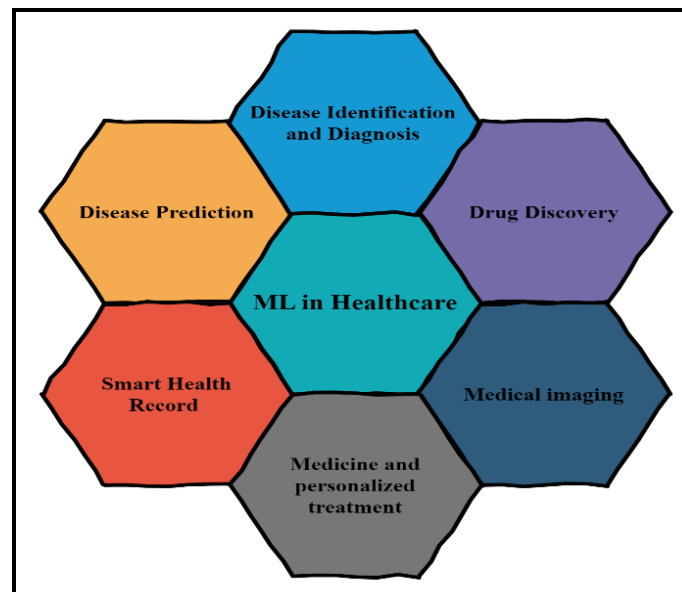 Disease Identification
and Diagnosis
Disease Prediction
Drug Discovery
ML in Healthcare
Smart Health
Record
Medical imaging
Medicine and
personalized
treatment